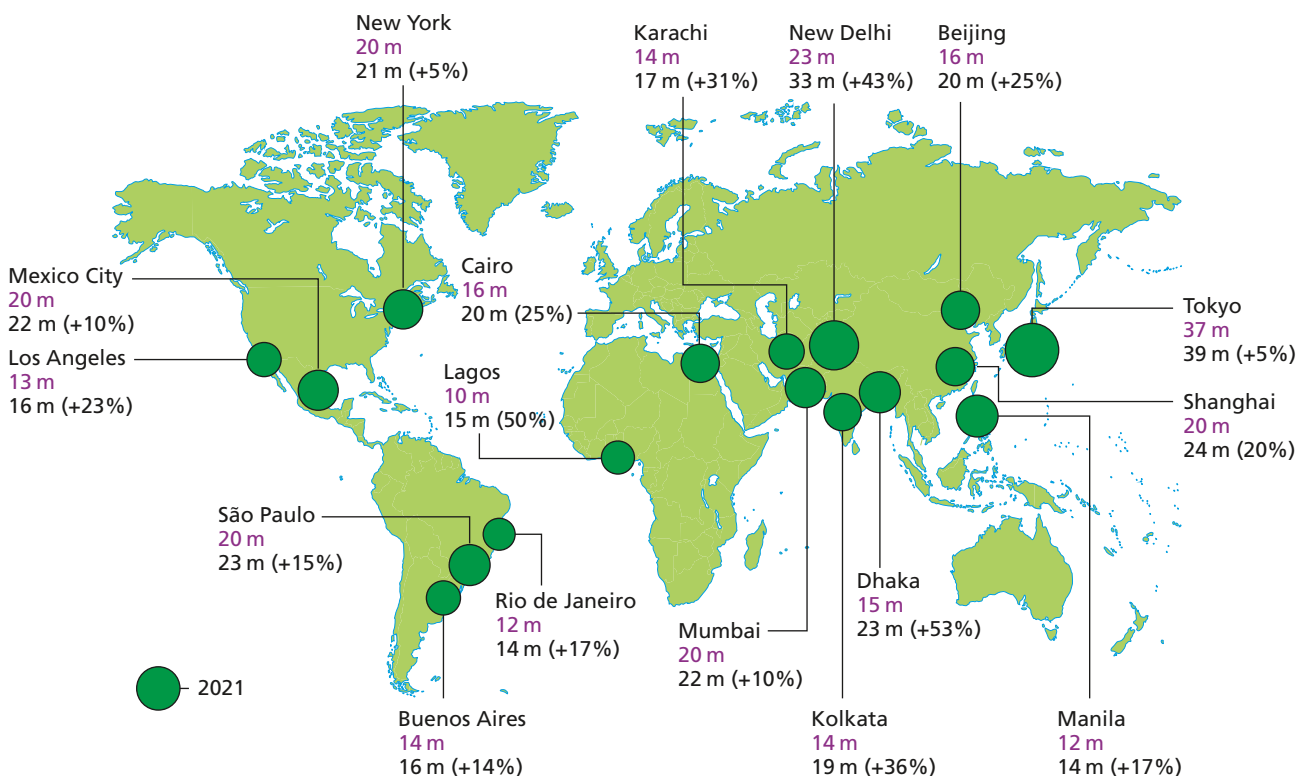 New York
20 m
21 m (+5%)
Karachi
14 m
17 m (+31%)
New Delhi
23 m
33 m (+43%)
Beijing
16 m
20 m (+25%)
Mexico City
20 m
22 m (+10%)
Los Angeles
13 m
16 m (+23%)
Cairo
16 m
20 m (25%)
Lagos
10 m
15 m (50%)
Tokyo
37 m
39 m (+5%)
Shanghai
20 m
24 m (20%)
São Paulo
20 m
23 m (+15%)
Rio de Janeiro
12 m
14 m (+17%)
Mumbai
20 m
22 m (+10%)
Dhaka
15 m
23 m (+53%)
2021
Buenos Aires
14 m
16 m (+14%)
Kolkata
14 m
19 m (+36%)
Manila
12 m
14 m (+17%)